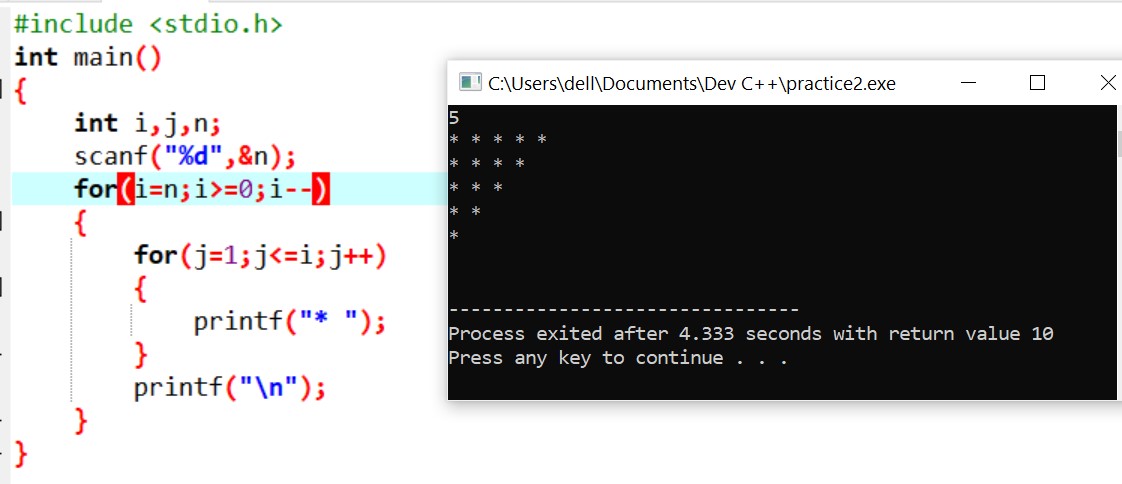 #include <stdio.h>
int main()
{
    int i,j,n;
    scanf("%d",&n);
    for(i=n;i>=0;i--)
    {
        for(j=1;j<=i;j++)
        {
            printf("* ");
        }
        printf("\n");
    }
}
C:\Users\dell\Documents\Dev C++\practice2.exe
5
* * * * *
* * * *
* * *
* *
*
--------------------------------
Process exited after 4.333 seconds with return value 10
Press any key to continue . . .